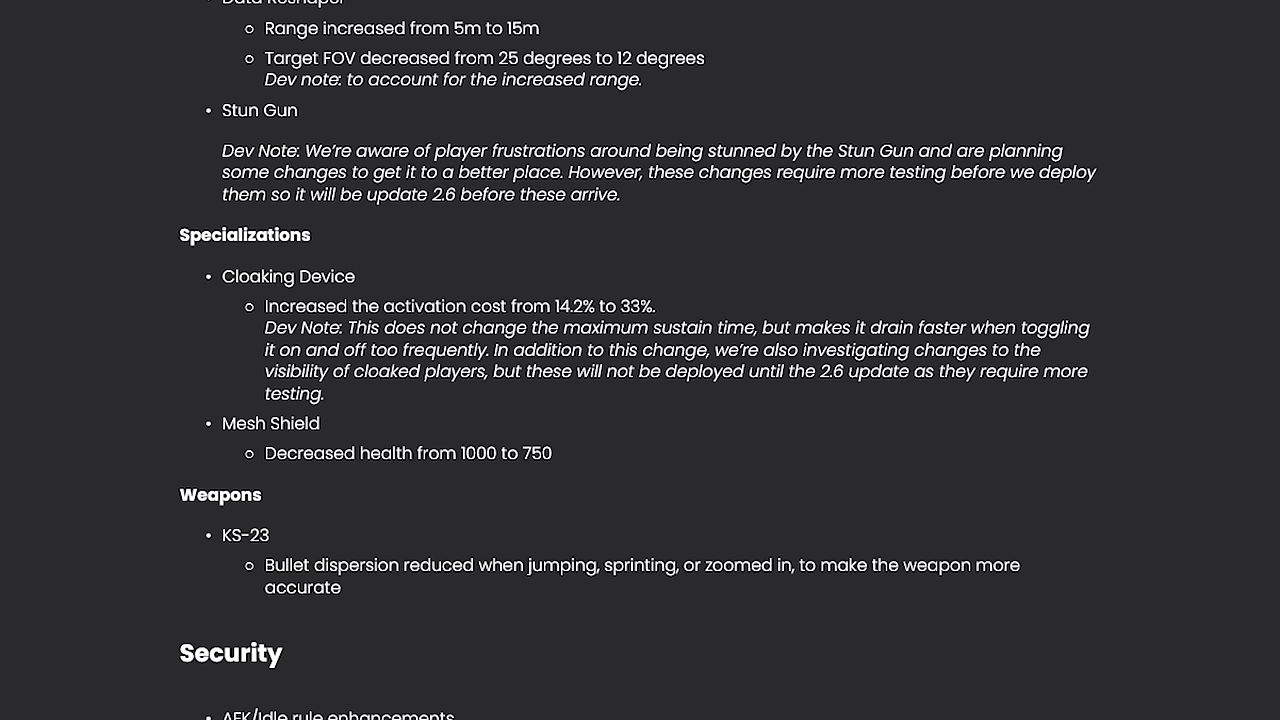 Data Reshaper
Range increased from 5m to 15m
Target FOV decreased from 25 degrees to 12 degrees
Dev note: to account for the increased range.
Stun Gun
Dev Note: We're aware of player frustrations around being stunned by the Stun Gun and are planning
some changes to get it to a better place. However, these changes require more testing before we deploy
them so it will be update 2.6 before these arrive.
Specializations
Cloaking Device
Increased the activation cost from 14.2% to 33%.
Dev Note: This does not change the maximum sustain time, but makes it drain faster when toggling
it on and off too frequently. In addition to this change, we're also investigating changes to the
visibility of cloaked players, but these will not be deployed until the 2.6 update as they require more
testing.
Mesh Shield
Decreased health from 1000 to 750
Weapons
KS-23
Bullet dispersion reduced when jumping, sprinting, or zoomed in, to make the weapon more
accurate
Security
AFK/Idle rule enhancements